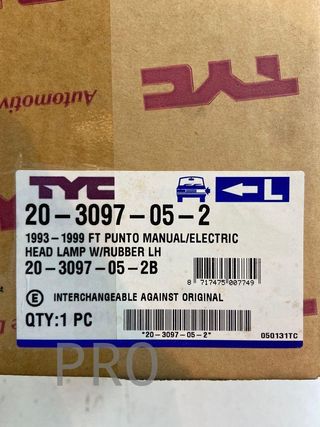 Automotive
TYC
TYC
L
20-3097-05-2
1993-1999 FT PUNTO MANUAL/ELECTRIC
HEAD LAMP W/RUBBER LH
20-3097-05-2B
8 717475 007749
E INTERCHANGEABLE AGAINST ORIGINAL
QTY:1 PC
"20-3097-05-2"
050131TC
PRO